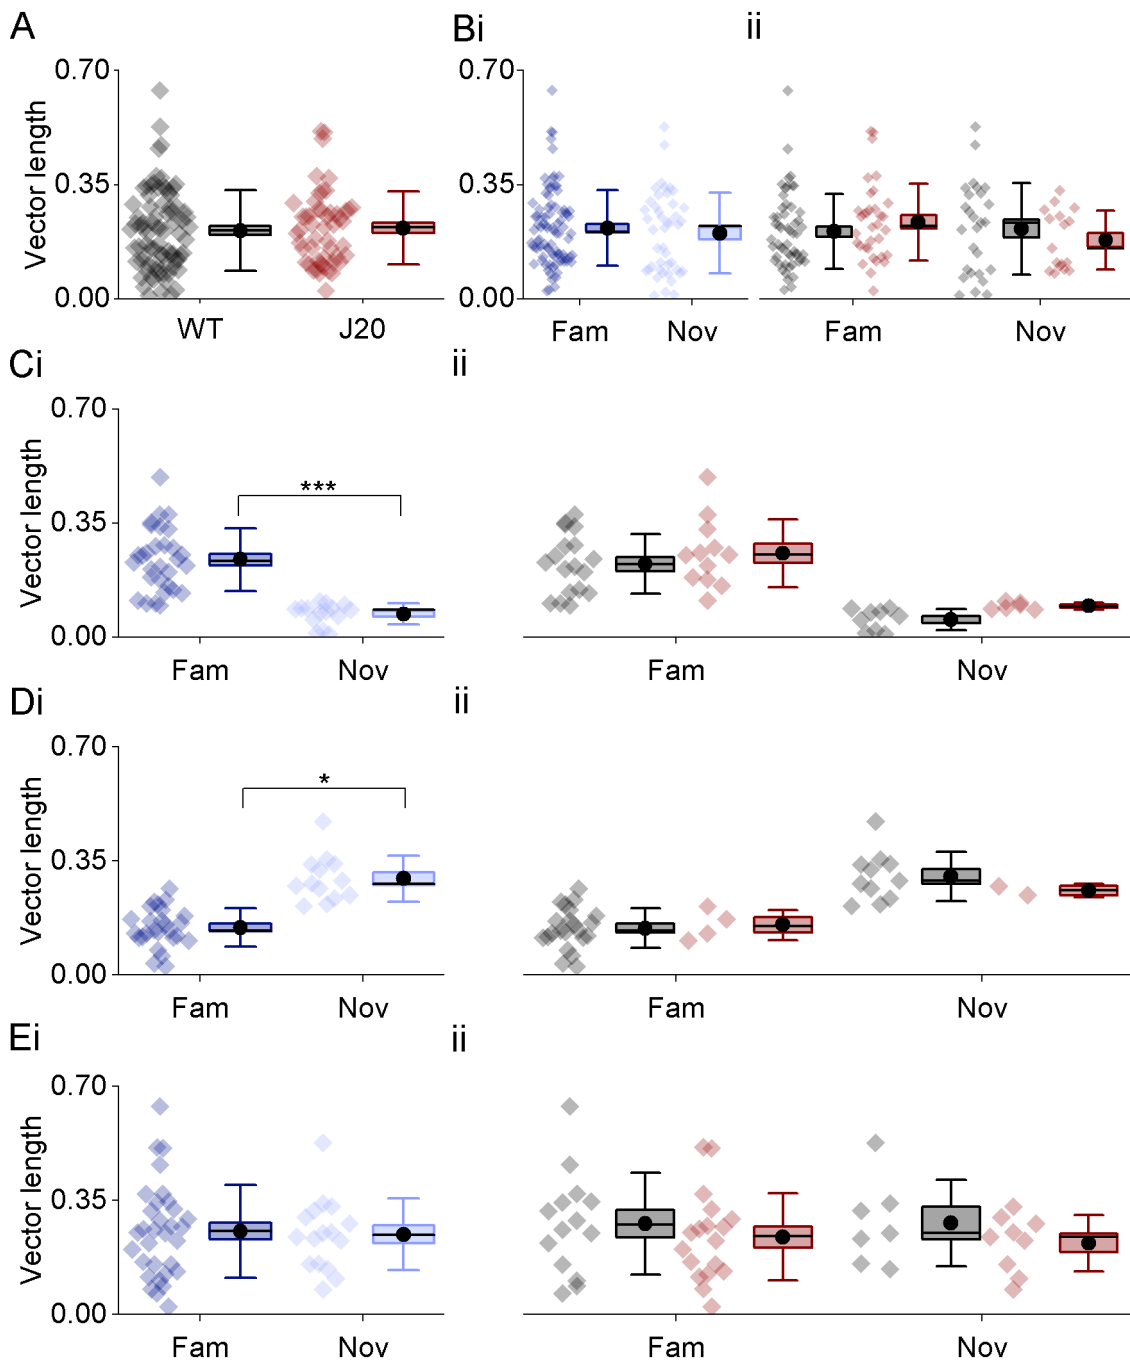 A
Bi
ii
Vector length
0.70
0.35
0.00
WT
J20
0.70
0.35
0.00
Fam
Nov
Fam
Nov
Ci
ii
Vector length
0.70
0.35
0.00
***
Fam
Nov
Fam
Nov
Di
ii
Vector length
0.70
0.35
0.00
*
Fam
Nov
Fam
Nov
Ei
ii
Vector length
0.70
0.35
0.00
Fam
Nov
Fam
Nov